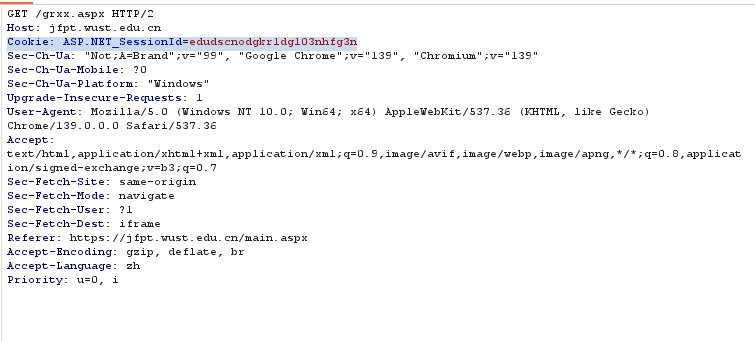 GET /grxx.aspx HTTP/2
Host: jfpt.wust.edu.cn
Cookie: ASP.NET_SessionId=edudscnodgkrldgl03nhfg3n
Sec-Ch-Ua: "Not;A=Brand";v="99", "Google Chrome";v="139", "Chromium";v="139"
Sec-Ch-Ua-Mobile: ?0
Sec-Ch-Ua-Platform: "Windows"
Upgrade-Insecure-Requests: 1
User-Agent: Mozilla/5.0 (Windows NT 10.0; Win64; x64) AppleWebKit/537.36 (KHTML, like Gecko)
Chrome/139.0.0.0 Safari/537.36
Accept:
text/html,application/xhtml+xml,application/xml;q=0.9,image/avif,image/webp,image/apng,*/*;q=0.8,applicat
ion/signed-exchange;v=b3;q=0.7
Sec-Fetch-Site: same-origin
Sec-Fetch-Mode: navigate
Sec-Fetch-User: ?1
Sec-Fetch-Dest: iframe
Referer: https://jfpt.wust.edu.cn/main.aspx
Accept-Encoding: gzip, deflate, br
Accept-Language: zh
Priority: u=0, i